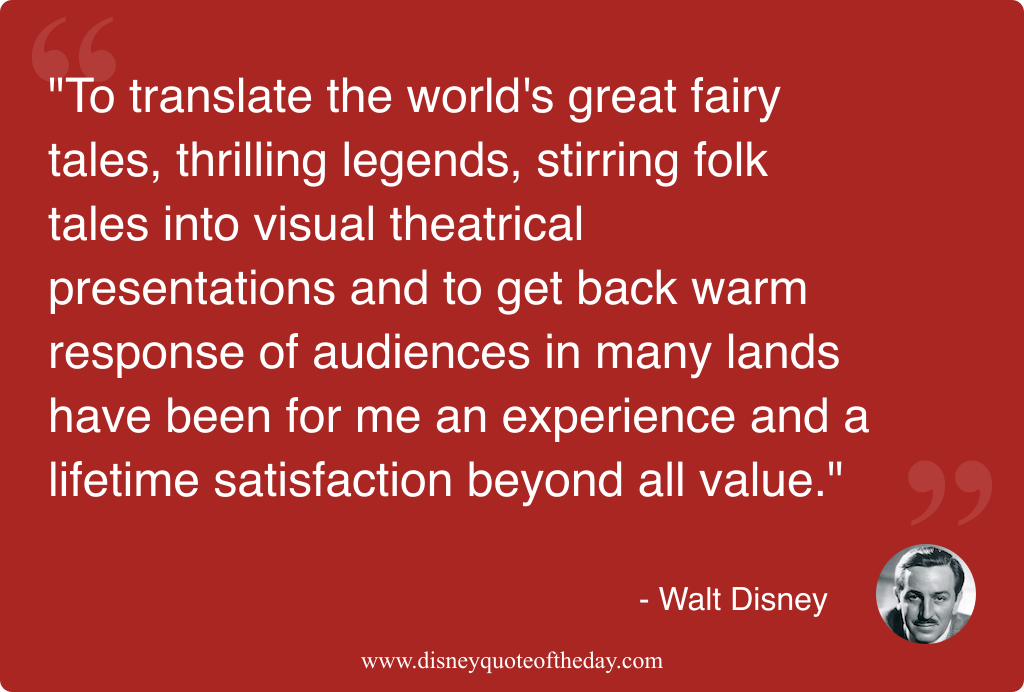 "To translate the world's great fairy
tales, thrilling legends, stirring folk
tales into visual theatrical
presentations and to get back warm
response of audiences in many lands
have been for me an experience and a
lifetime satisfaction beyond all value."
- Walt Disney
www.disneyquoteoftheday.com